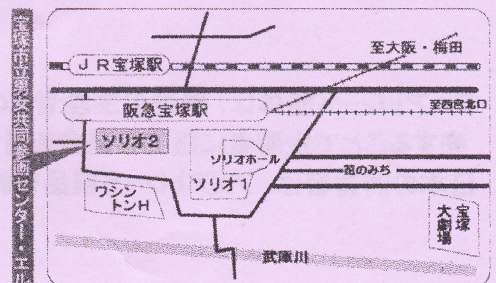 宝塚市立男女共同参画センター・エル
JR宝塚駅
至大阪・梅田
阪急宝塚駅
至西宮北口
ソリオ2
ソリオホール
ソリオ1
花のみち
ワシン
トンH
宝塚
大劇場
武庫川